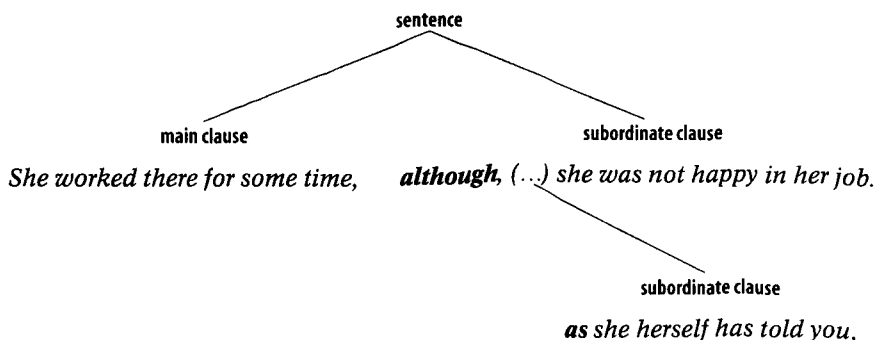 sentence
main clause subordinate clause
She worked there for some time, although, (...) she was not happy in her job.
subordinate clause
as she herself has told you,